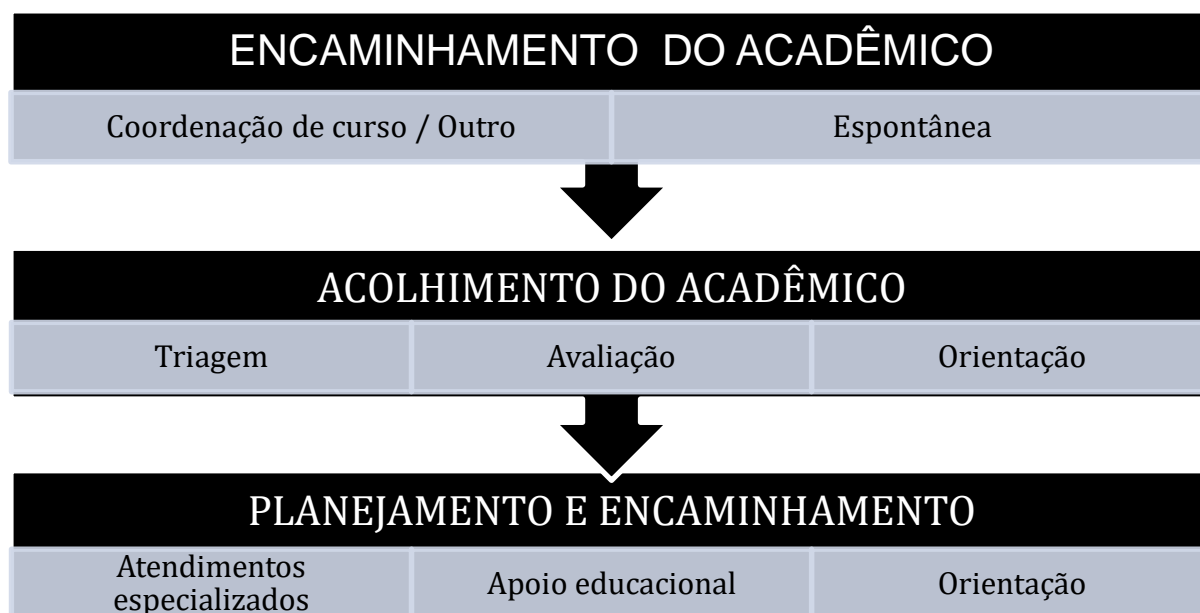 ENCAMINHAMENTO DO ACADÊMICO
Coordenação de curso / Outro
Espontânea
ACOLHIMENTO DO ACADÊMICO
Triagem
Avaliação
Orientação
PLANEJAMENTO E ENCAMINHAMENTO
Atendimentos
especializados
Apoio educacional
Orientação